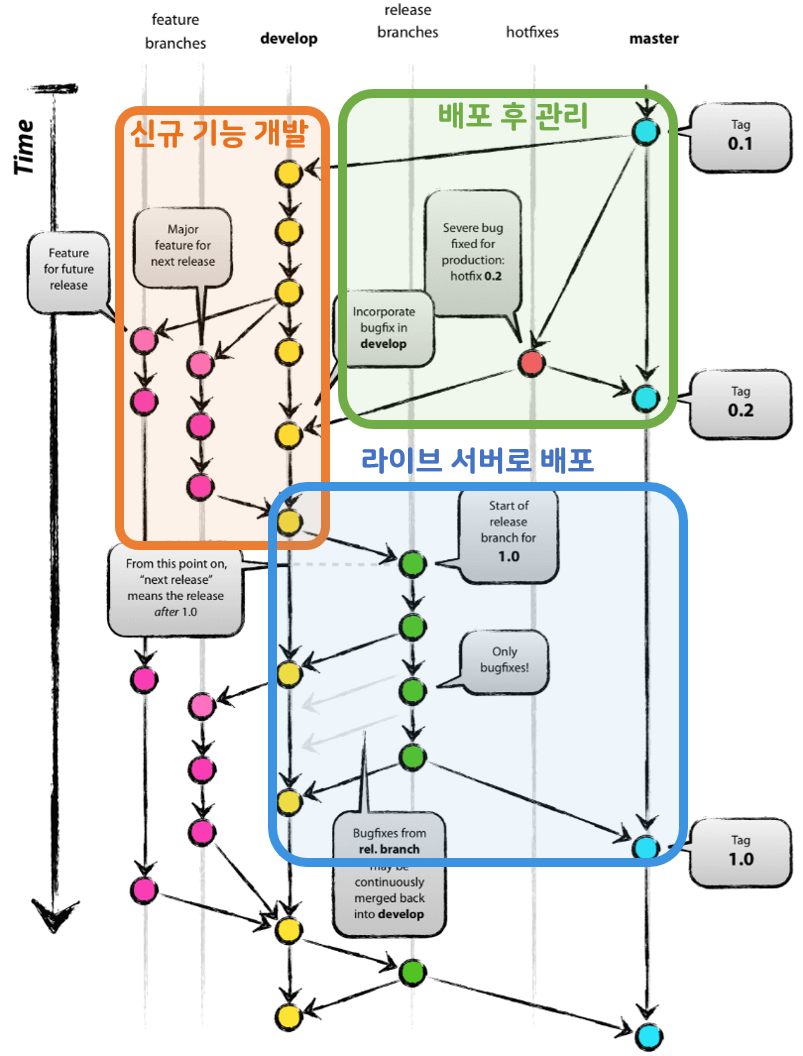 feature
branches
develop
release
branches
hotfixes
master
Time
신규 기능 개발
배포 후 관리
Tag
0.1
Major
feature for
next release
Feature
for future
release
Severe bug
fixed for
production:
hotfix 0.2
Incorporate
bugfix in
develop
Tag
0.2
라이브 서버로 배포
Start of
release
branch for
1.0
From this point on,
“next release”
means the release
after 1.0
Only
bugfixes!
Bugfixes from
rel. branch
may be
continuously
merged back
into develop
Tag
1.0